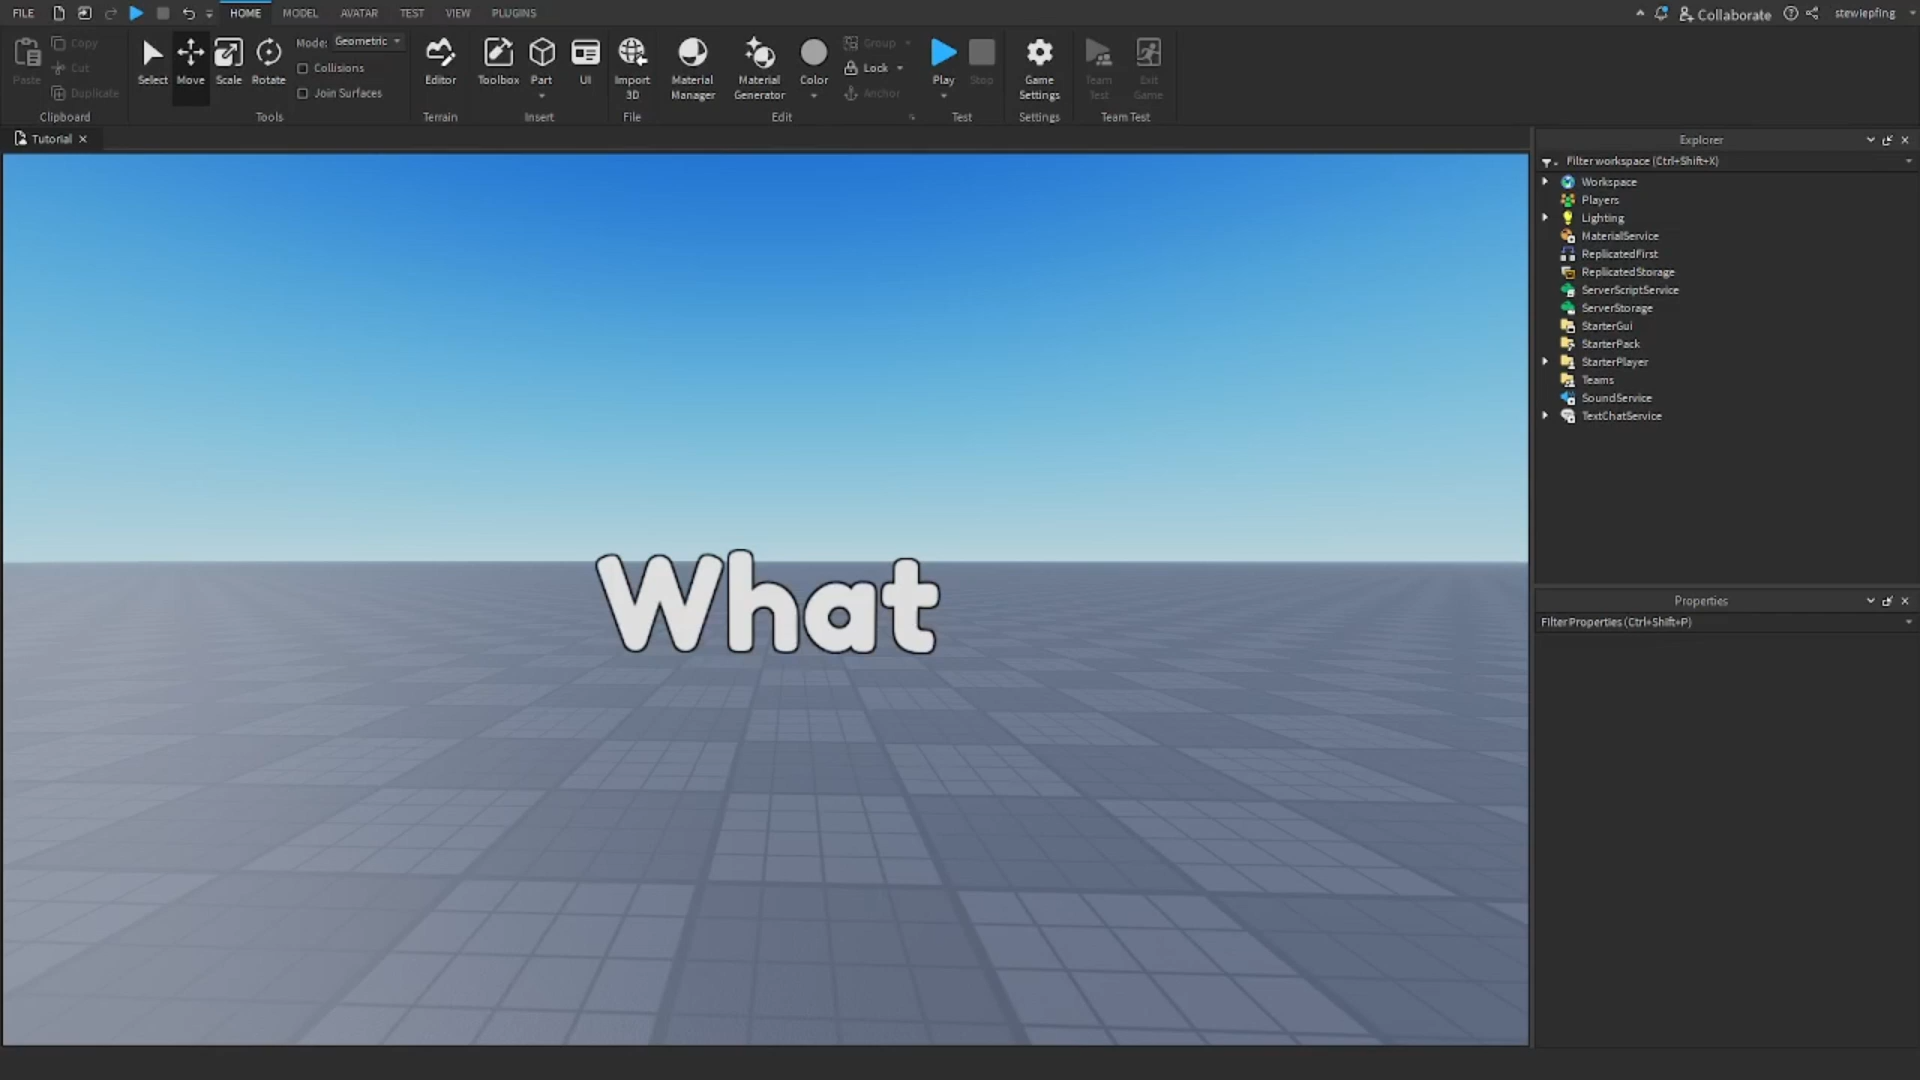 FILE HOME MODEL AVATAR TEST VIEW PLUGINS Collaborate stewiepfing
Paste Copy Cut Duplicate
Clipboard
Select Move Scale Rotate
Mode: Geometric
Collisions
Join Surfaces
Tools
Editor
Terrain
Toolbox Part UI
Insert
Import 3D
File
Material Manager
Material Generator
Color
Group
Lock
Anchor
Edit
Play Stop
Test
Game Settings
Settings
Team Test
Exit Game
Team Test
Tutorial
Explorer
Filter workspace (Ctrl+Shift+X)
Workspace
Players
Lighting
MaterialService
ReplicatedFirst
ReplicatedStorage
ServerScriptService
ServerStorage
StarterGui
StarterPack
StarterPlayer
Teams
SoundService
TextChatService
What
Properties
Filter Properties (Ctrl+Shift+P)